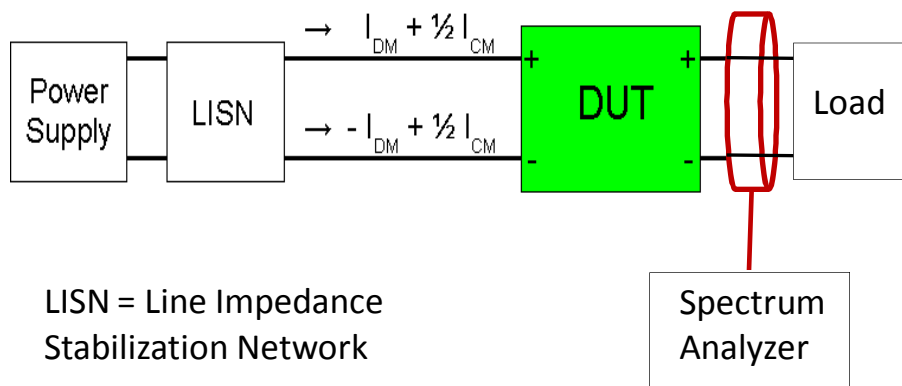 → I_DM + ½ I_CM
Power
Supply
LISN
→ - I_DM + ½ I_CM
+
-
DUT
+
-
Load
LISN = Line Impedance
Stabilization Network
Spectrum
Analyzer